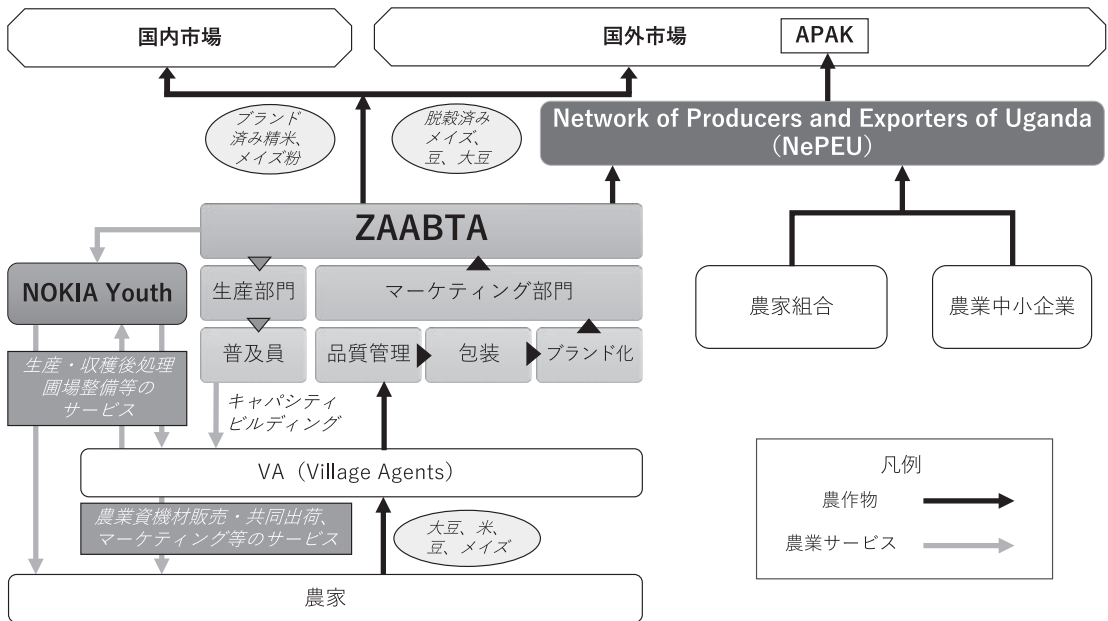 国内市場
国外市場
APAK
ブランド
済み精米、
メイズ粉
脱穀済み
メイズ、
豆、大豆
Network of Producers and Exporters of Uganda
（NePEU）
ZAABTA
NOKIA Youth
生産部門
マーケティング部門
農家組合
農業中小企業
普及員
品質管理
包装
ブランド化
生産・収穫後処理
圃場整備等の
サービス
キャパシティ
ビルディング
VA（Village Agents）
農業資機材販売・共同出荷、
マーケティング等のサービス
大豆、米、
豆、メイズ
農家
凡例
農作物
農業サービス